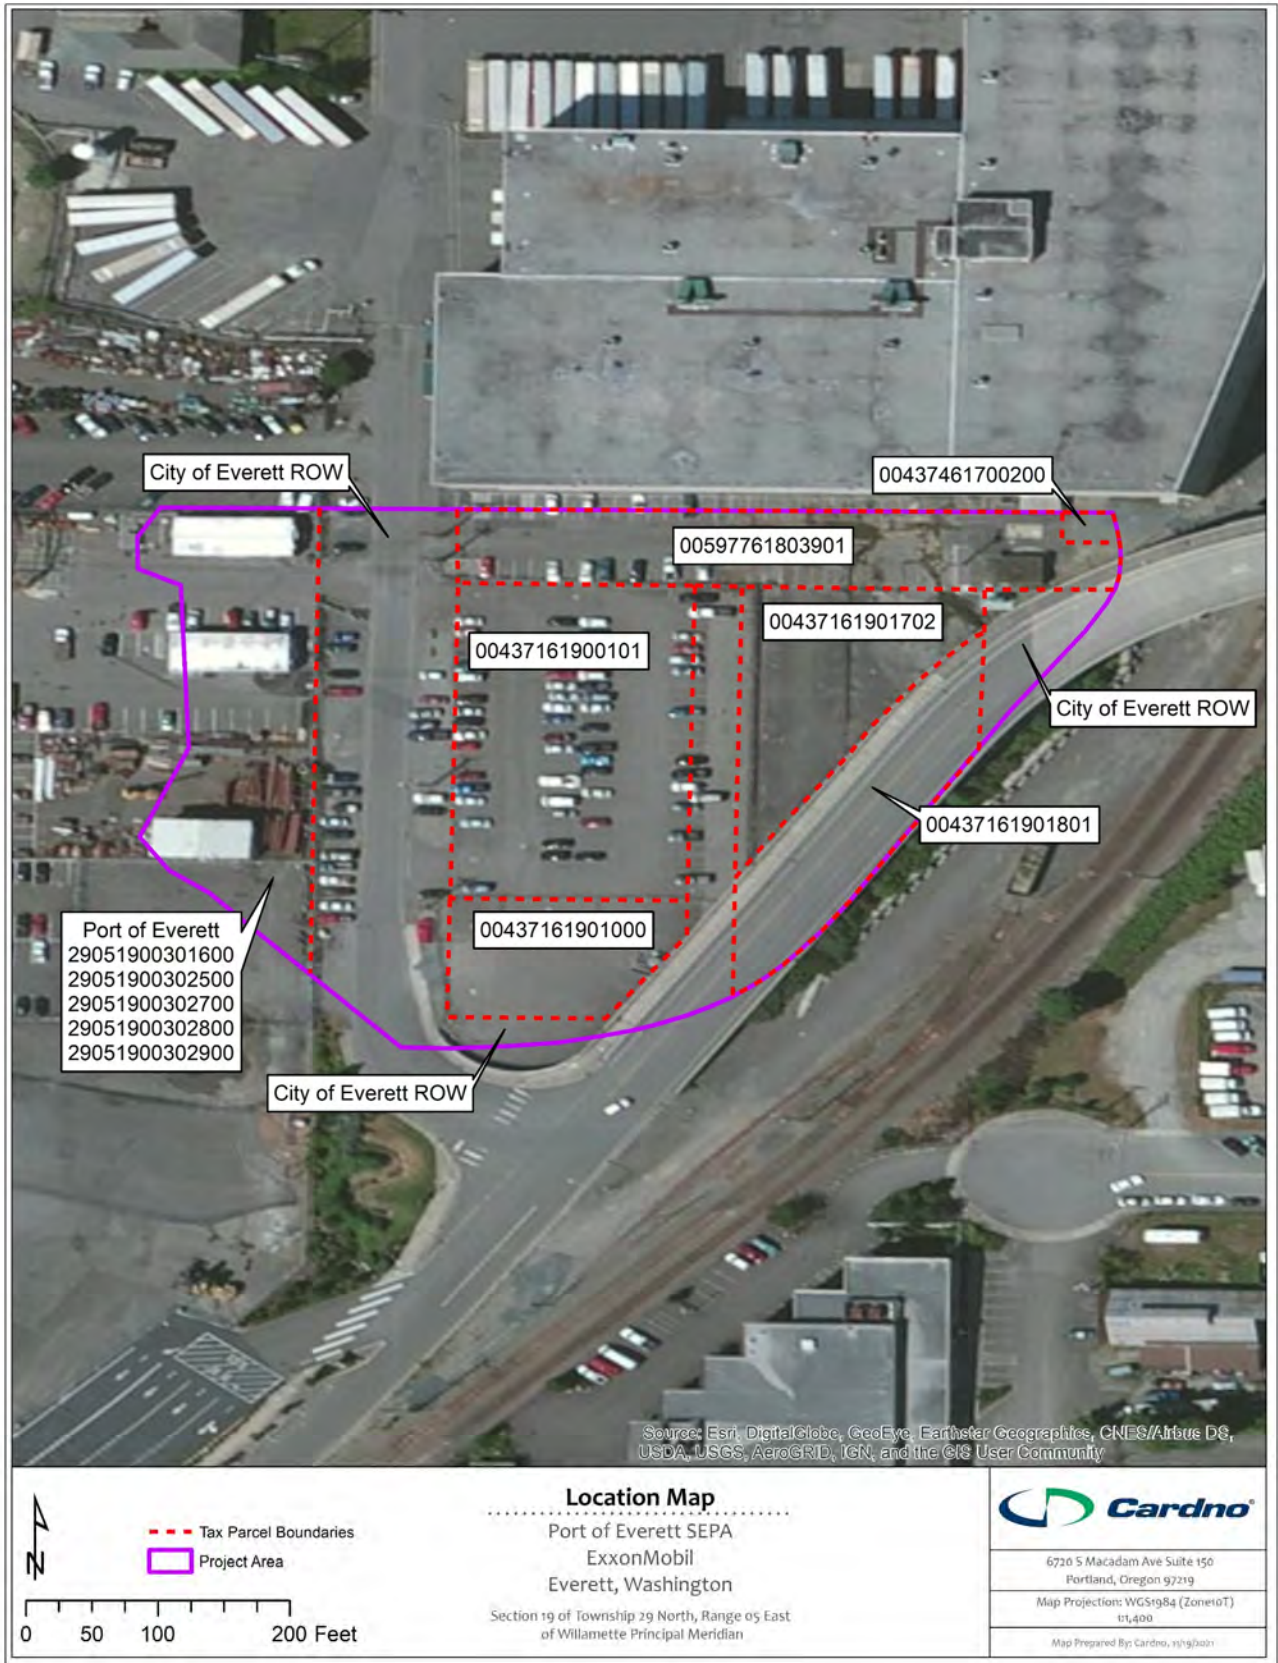 City of Everett ROW
00437461700200
00597761803901
00437161901702
00437161900101
City of Everett ROW
00437161901801
00437161901000
Port of Everett
29051900301600
29051900302500
29051900302700
29051900302800
29051900302900
City of Everett ROW
Source: Esri, DigitalGlobe, GeoEye, Earthstar Geographics, CNES/Airbus DS,
USDA, USGS, AeroGRID, IGN, and the GIS User Community
N
Tax Parcel Boundaries
Project Area
0 50 100 200 Feet
Location Map
Port of Everett SEPA
ExxonMobil
Everett, Washington
Section 19 of Township 29 North, Range 05 East
of Willamette Principal Meridian
Cardno
6720 S Macadam Ave Suite 150
Portland, Oregon 97219
Map Projection: WGS1984 (Zone10T)
1:1,400
Map Prepared By: Cardno, 11/19/2021